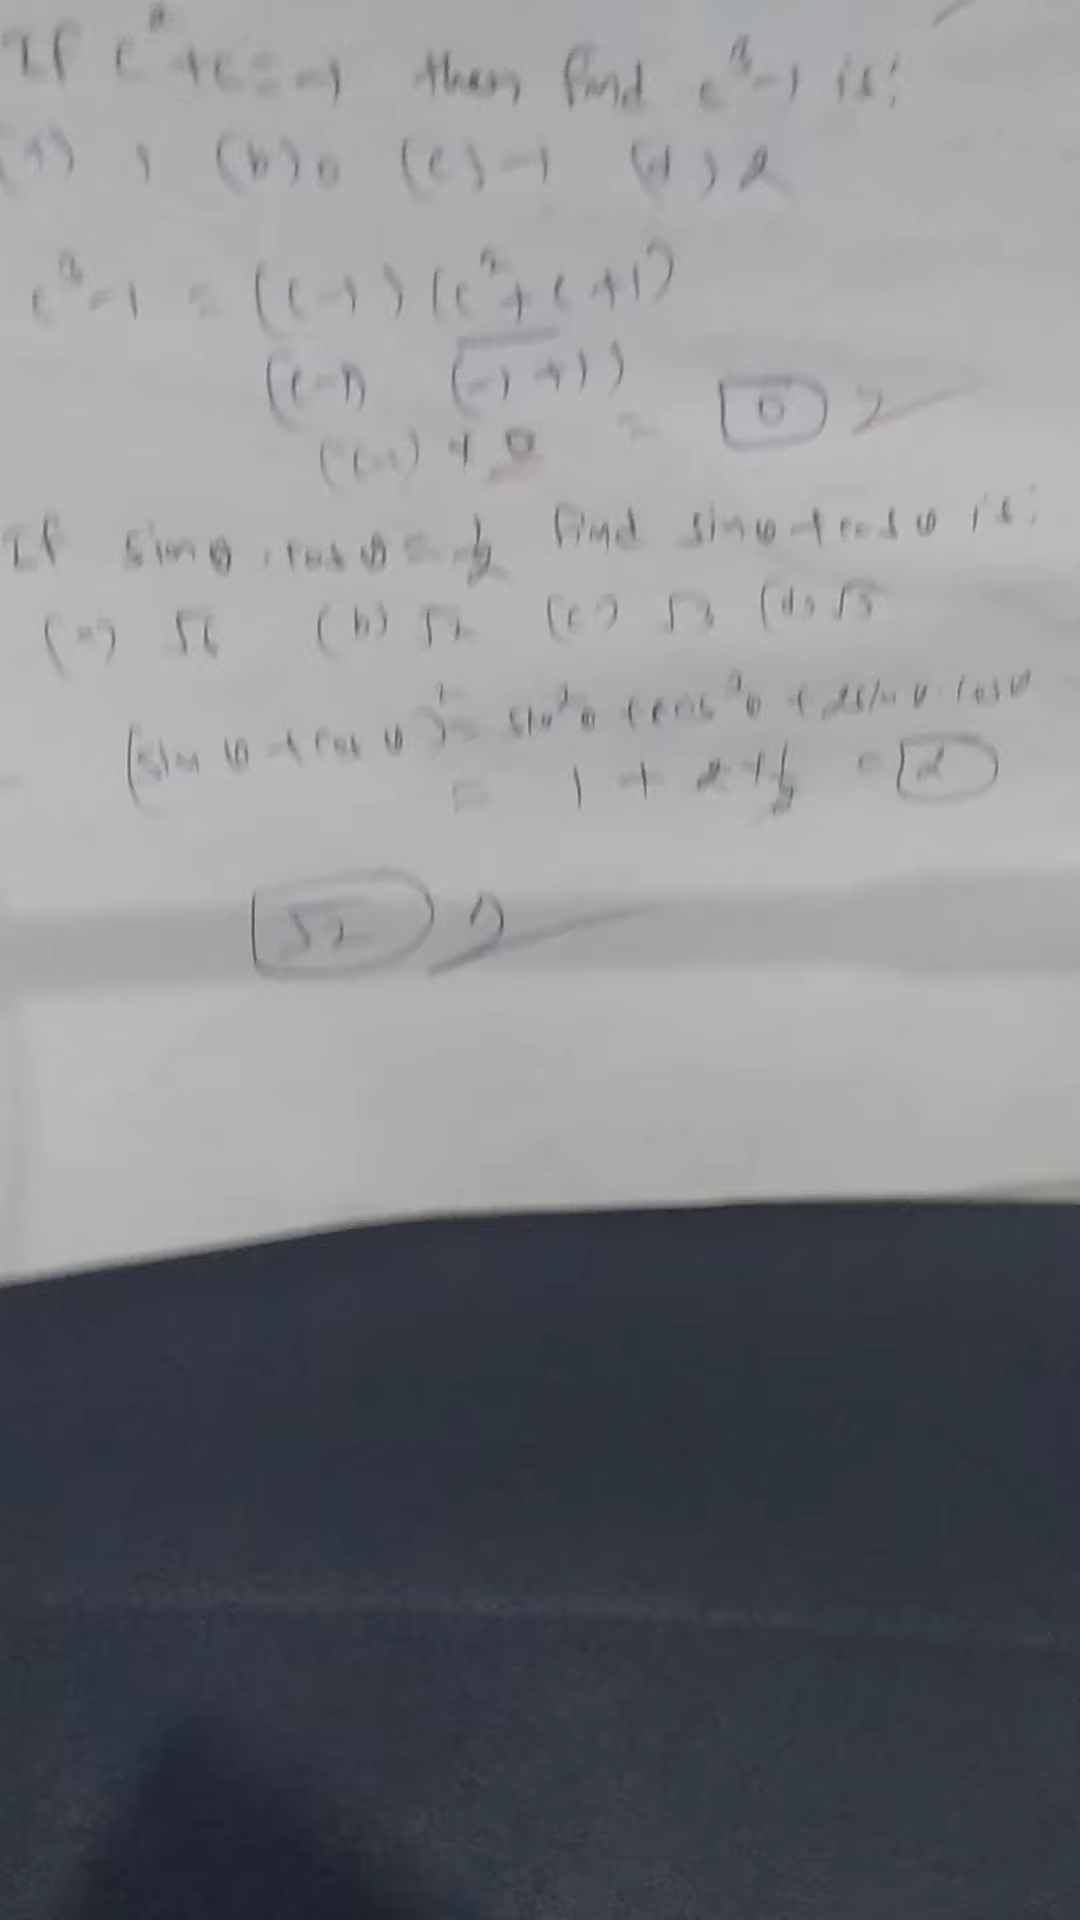 If c²+c=-1 then find c³-1 is:
(a) 1 (b) 0 (c) -1 (d) 2
c³-1 = (c-1) (c²+c+1)
(c-1) (-1+1)
(c-1) × 0 = 0
If sinθ . cosθ = 1/2 find sinθ + cosθ is:
(a) √6 (b) √2 (c) √3 (d) √5
(sinθ + cosθ)² = sin²θ + cos²θ + 2sinθ.cosθ
= 1 + 2×1/2 = 2
√2